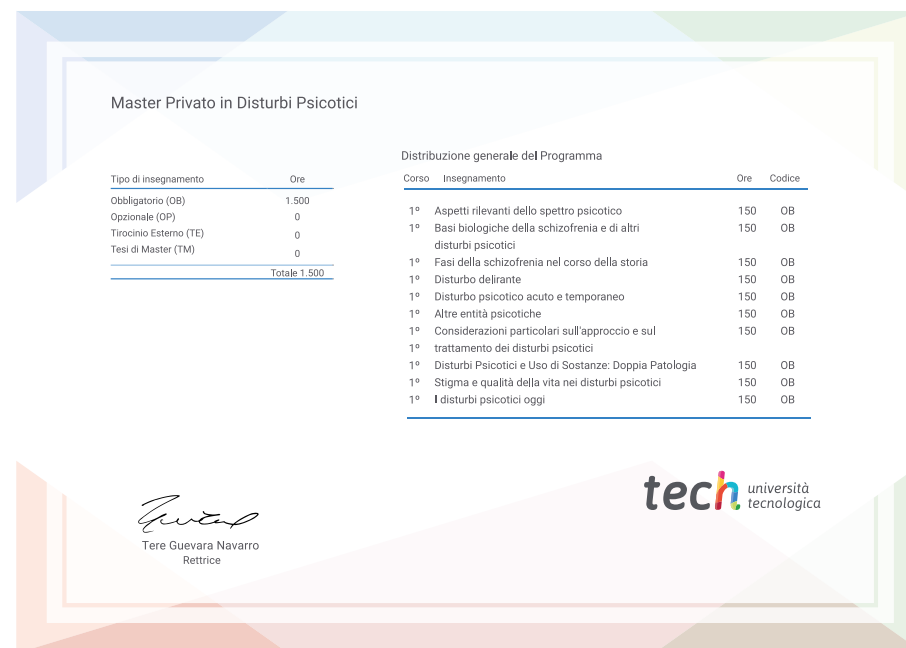 Master Privato in Disturbi Psicotici
Tipo di insegnamento Ore
Obbligatorio (OB) 1.500
Opzionale (OP) 0
Tirocinio Esterno (TE) 0
Tesi di Master (TM) 0
Totale 1.500
Distribuzione generale del Programma
Corso Insegnamento Ore Codice
1º Aspetti rilevanti dello spettro psicotico 150 OB
1º Basi biologiche della schizofrenia e di altri 150 OB
disturbi psicotici
1º Fasi della schizofrenia nel corso della storia 150 OB
1º Disturbo delirante 150 OB
1º Disturbo psicotico acuto e temporaneo 150 OB
1º Altre entità psicotiche 150 OB
1º Considerazioni particolari sull'approccio e sul 150 OB
1º trattamento dei disturbi psicotici
1º Disturbi Psicotici e Uso di Sostanze: Doppia Patologia 150 OB
1º Stigma e qualità della vita nei disturbi psicotici 150 OB
1º I disturbi psicotici oggi 150 OB
Tere Guevara Navarro
Rettrice
tech università
tecnologica